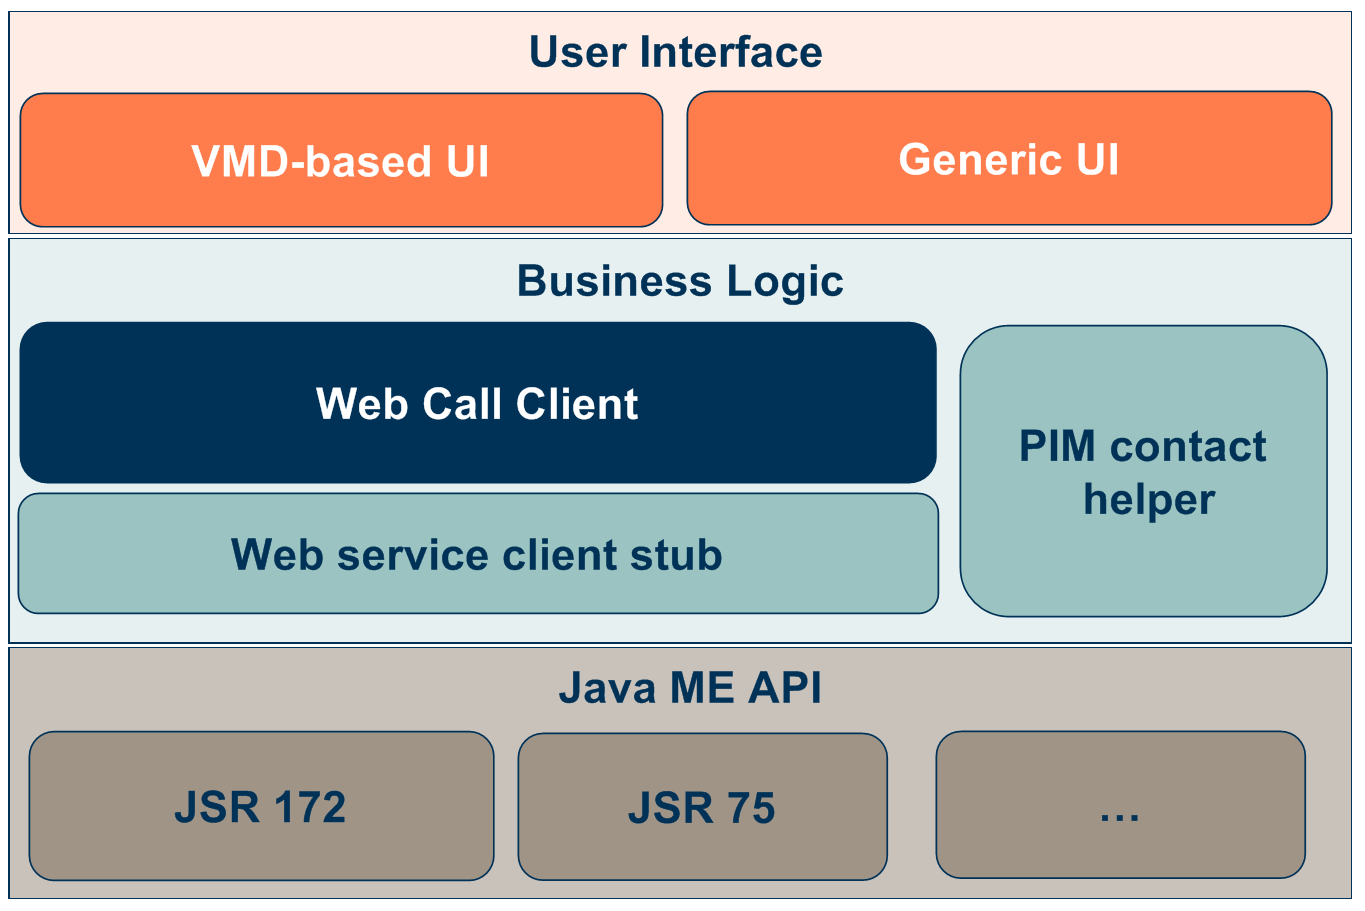 User Interface
VMD-based UI
Generic UI
Business Logic
Web Call Client
PIM contact
helper
Web service client stub
Java ME API
JSR 172
JSR 75
...